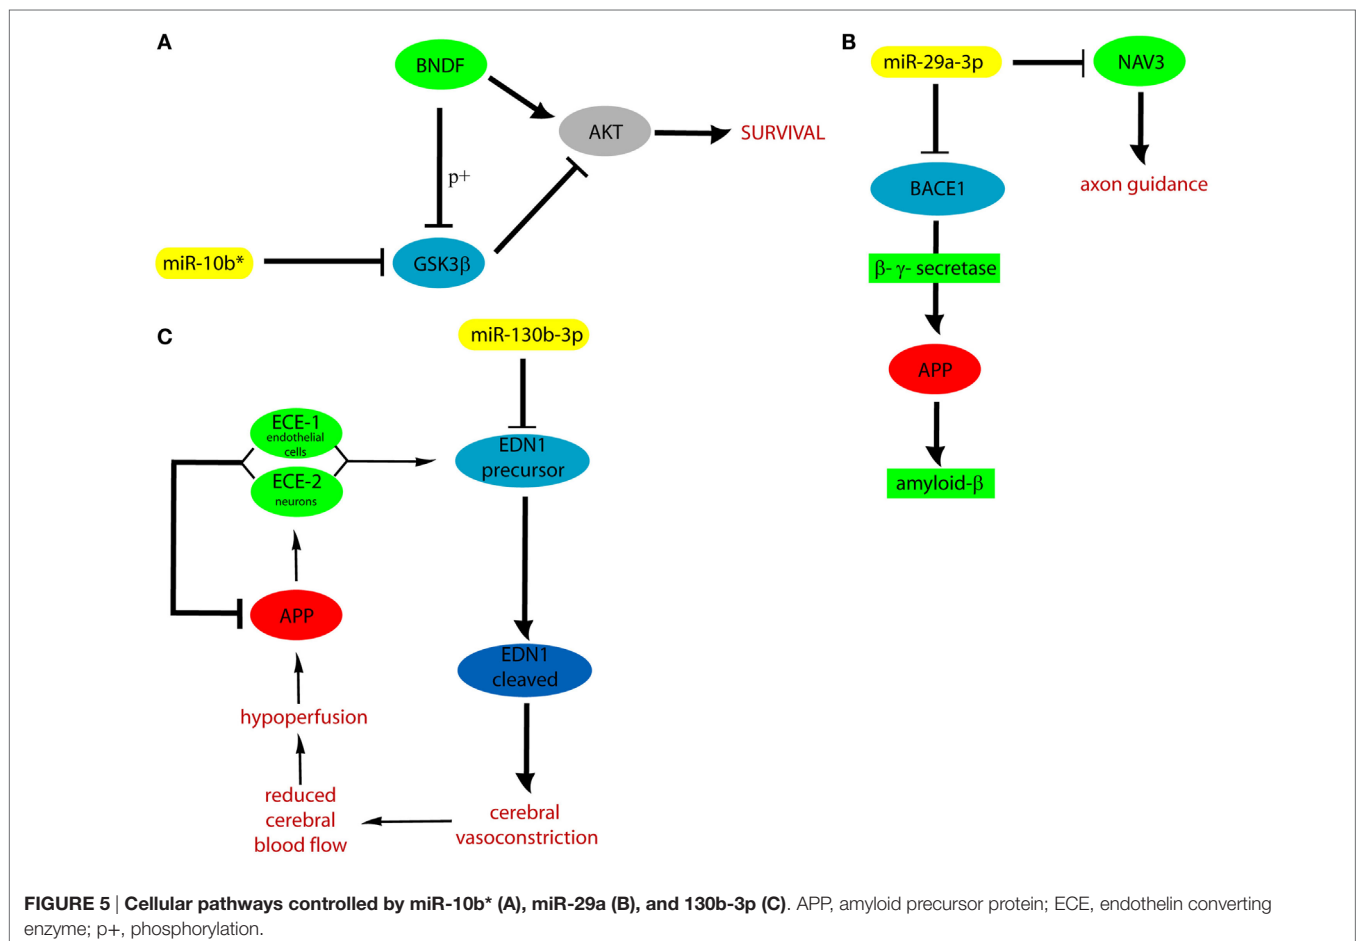 A
BNDF
AKT
SURVIVAL
p+
miR-10b*
GSK3β
B
miR-29a-3p
NAV3
BACE1
axon guidance
β- γ- secretase
APP
amyloid-β
C
miR-130b-3p
ECE-1
endothelial
cells
ECE-2
neurons
EDN1
precursor
APP
EDN1
cleaved
hypoperfusion
reduced
cerebral
blood flow
cerebral
vasoconstriction
FIGURE 5 | Cellular pathways controlled by miR-10b* (A), miR-29a (B), and 130b-3p (C). APP, amyloid precursor protein; ECE, endothelin converting
enzyme; p+, phosphorylation.